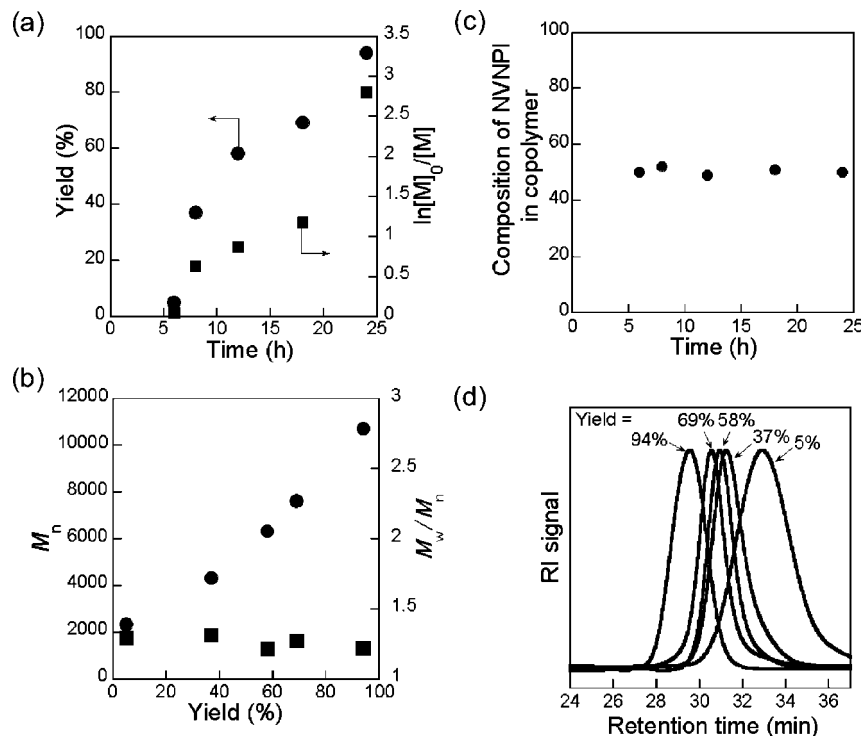 (a)
100
80
60
40
20
0
Yield (%)
3.5
3
2.5
2
1.5
1
0.5
0
ln[M]0/[M]
0 5 10 15 20 25
Time (h)
(c)
100
80
60
40
20
0
Composition of NVNPI
in copolymer
0 5 10 15 20 25
Time (h)
(b)
12000
10000
8000
6000
4000
2000
0
Mn
3
2.5
2
1.5
1
Mw/Mn
0 20 40 60 80 100
Yield (%)
(d)
Yield =
94%
69%
58%
37%
5%
RI signal
24 26 28 30 32 34 36
Retention time (min)